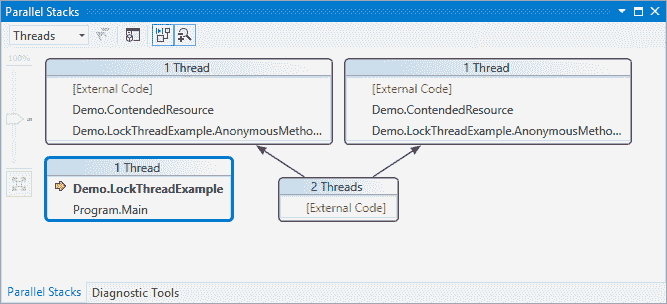 Parallel Stacks
Threads
100%
1 Thread
[External Code]
Demo.ContendedResource
Demo.LockThreadExample.AnonymousMetho...
1 Thread
[External Code]
Demo.ContendedResource
Demo.LockThreadExample.AnonymousMetho...
1 Thread
Demo.LockThreadExample
Program.Main
2 Threads
[External Code]
Parallel Stacks
Diagnostic Tools